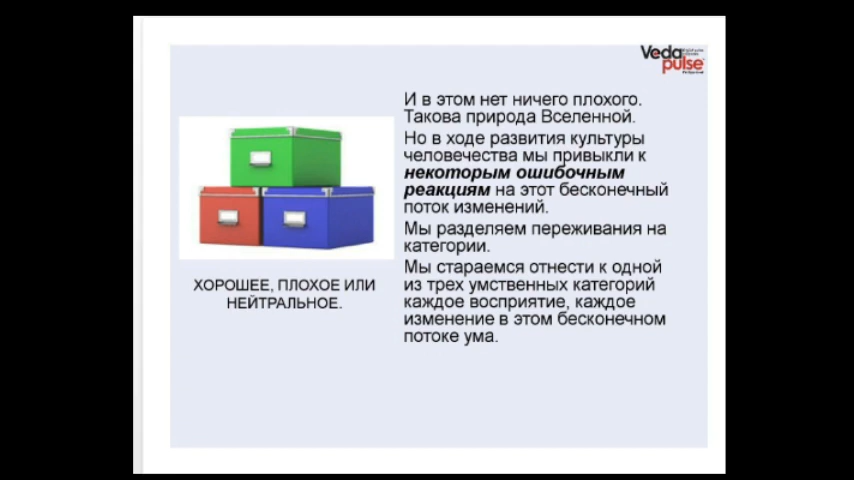 Veda
pulse
И в этом нет ничего плохого.
Такова природа Вселенной.
Но в ходе развития культуры
человечества мы привыкли к
некоторым ошибочным
реакциям на этот бесконечный
поток изменений.
Мы разделяем переживания на
категории.
Мы стараемся отнести к одной
из трех умственных категорий
каждое восприятие, каждое
изменение в этом бесконечном
потоке ума.
ХОРОШЕЕ, ПЛОХОЕ ИЛИ
НЕЙТРАЛЬНОЕ.